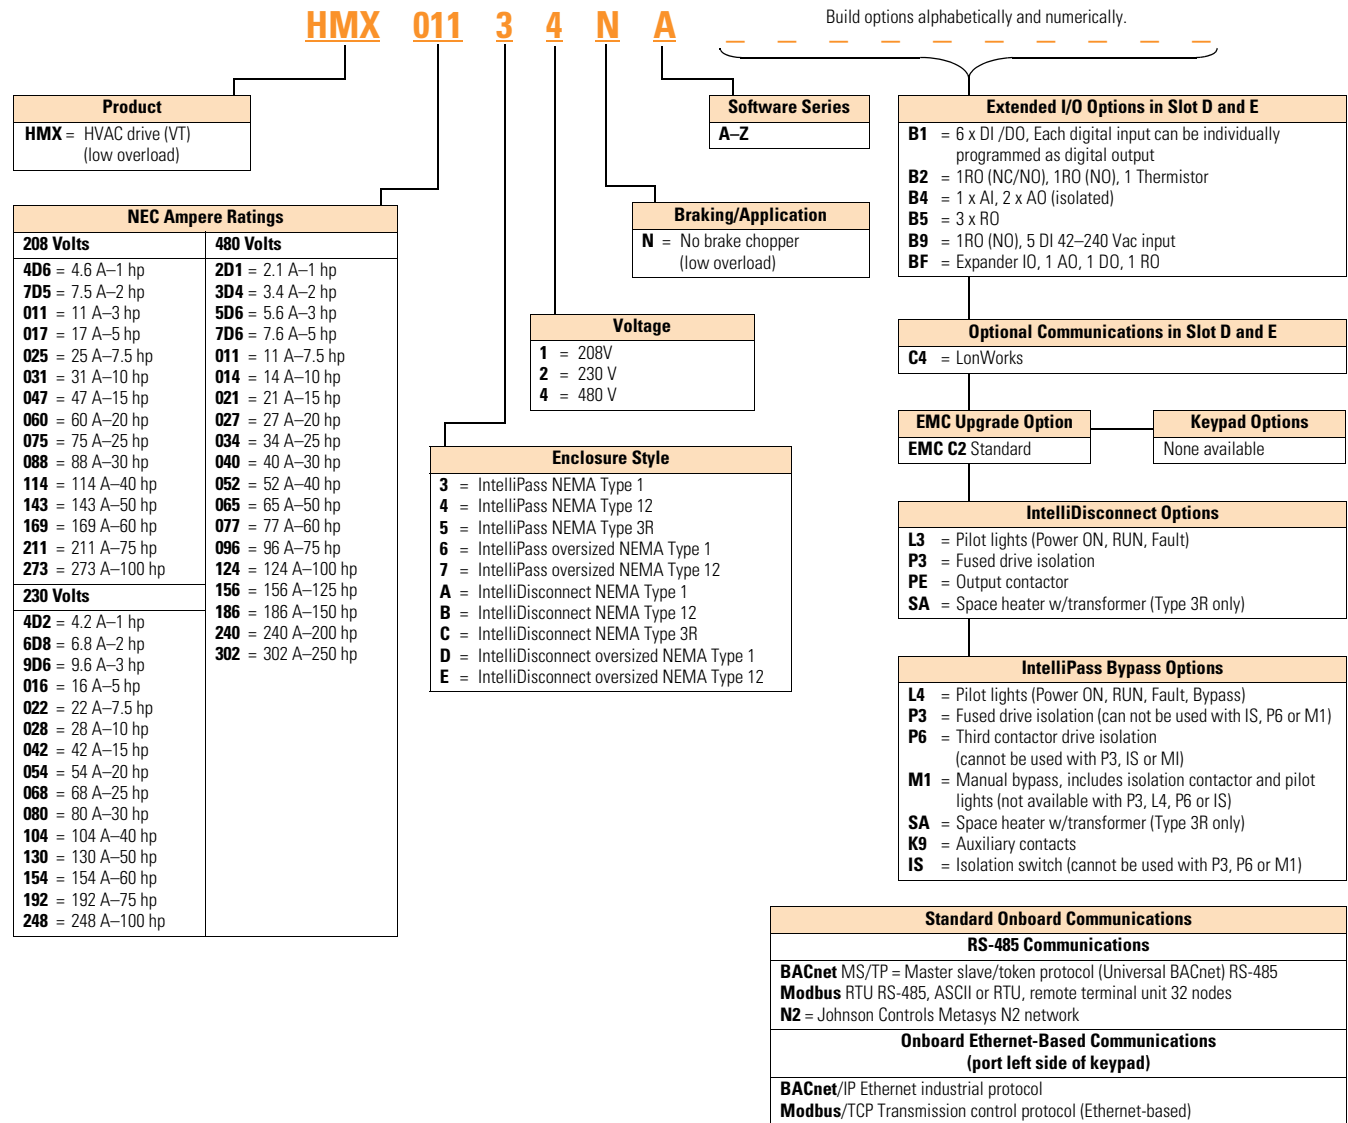 HMX 011 3 4 N A _ _ _ _ _ _ _ _ _ _
Build options alphabetically and numerically.
Product
HMX = HVAC drive (VT)
(low overload)
NEC Ampere Ratings
208 Volts
4D6 = 4.6 A–1 hp
7D5 = 7.5 A–2 hp
011 = 11 A–3 hp
017 = 17 A–5 hp
025 = 25 A–7.5 hp
031 = 31 A–10 hp
047 = 47 A–15 hp
060 = 60 A–20 hp
075 = 75 A–25 hp
088 = 88 A–30 hp
114 = 114 A–40 hp
143 = 143 A–50 hp
169 = 169 A–60 hp
211 = 211 A–75 hp
273 = 273 A–100 hp
230 Volts
4D2 = 4.2 A–1 hp
6D8 = 6.8 A–2 hp
9D6 = 9.6 A–3 hp
016 = 16 A–5 hp
022 = 22 A–7.5 hp
028 = 28 A–10 hp
042 = 42 A–15 hp
054 = 54 A–20 hp
068 = 68 A–25 hp
080 = 80 A–30 hp
104 = 104 A–40 hp
130 = 130 A–50 hp
154 = 154 A–60 hp
192 = 192 A–75 hp
248 = 248 A–100 hp
480 Volts
2D1 = 2.1 A–1 hp
3D4 = 3.4 A–2 hp
5D6 = 5.6 A–3 hp
7D6 = 7.6 A–5 hp
011 = 11 A–7.5 hp
014 = 14 A–10 hp
021 = 21 A–15 hp
027 = 27 A–20 hp
034 = 34 A–25 hp
040 = 40 A–30 hp
052 = 52 A–40 hp
065 = 65 A–50 hp
077 = 77 A–60 hp
096 = 96 A–75 hp
124 = 124 A–100 hp
156 = 156 A–125 hp
186 = 186 A–150 hp
240 = 240 A–200 hp
302 = 302 A–250 hp
Enclosure Style
3 = IntelliPass NEMA Type 1
4 = IntelliPass NEMA Type 12
5 = IntelliPass NEMA Type 3R
6 = IntelliPass oversized NEMA Type 1
7 = IntelliPass oversized NEMA Type 12
A = IntelliDisconnect NEMA Type 1
B = IntelliDisconnect NEMA Type 12
C = IntelliDisconnect NEMA Type 3R
D = IntelliDisconnect oversized NEMA Type 1
E = IntelliDisconnect oversized NEMA Type 12
Voltage
1 = 208V
2 = 230 V
4 = 480 V
Braking/Application
N = No brake chopper
(low overload)
Software Series
A–Z
Extended I/O Options in Slot D and E
B1 = 6 x DI /DO, Each digital input can be individually
programmed as digital output
B2 = 1RO (NC/NO), 1RO (NO), 1 Thermistor
B4 = 1 x AI, 2 x AO (isolated)
B5 = 3 x RO
B9 = 1RO (NO), 5 DI 42–240 Vac input
BF = Expander IO, 1 AO, 1 DO, 1 RO
Optional Communications in Slot D and E
C4 = LonWorks
EMC Upgrade Option
EMC C2 Standard
Keypad Options
None available
IntelliDisconnect Options
L3 = Pilot lights (Power ON, RUN, Fault)
P3 = Fused drive isolation
PE = Output contactor
SA = Space heater w/transformer (Type 3R only)
IntelliPass Bypass Options
L4 = Pilot lights (Power ON, RUN, Fault, Bypass)
P3 = Fused drive isolation (can not be used with IS, P6 or M1)
P6 = Third contactor drive isolation
(cannot be used with P3, IS or MI)
M1 = Manual bypass, includes isolation contactor and pilot
lights (not available with P3, L4, P6 or IS)
SA = Space heater w/transformer (Type 3R only)
K9 = Auxiliary contacts
IS = Isolation switch (cannot be used with P3, P6 or M1)
Standard Onboard Communications
RS-485 Communications
BACnet MS/TP = Master slave/token protocol (Universal BACnet) RS-485
Modbus RTU RS-485, ASCII or RTU, remote terminal unit 32 nodes
N2 = Johnson Controls Metasys N2 network
Onboard Ethernet-Based Communications
(port left side of keypad)
BACnet/IP Ethernet industrial protocol
Modbus/TCP Transmission control protocol (Ethernet-based)